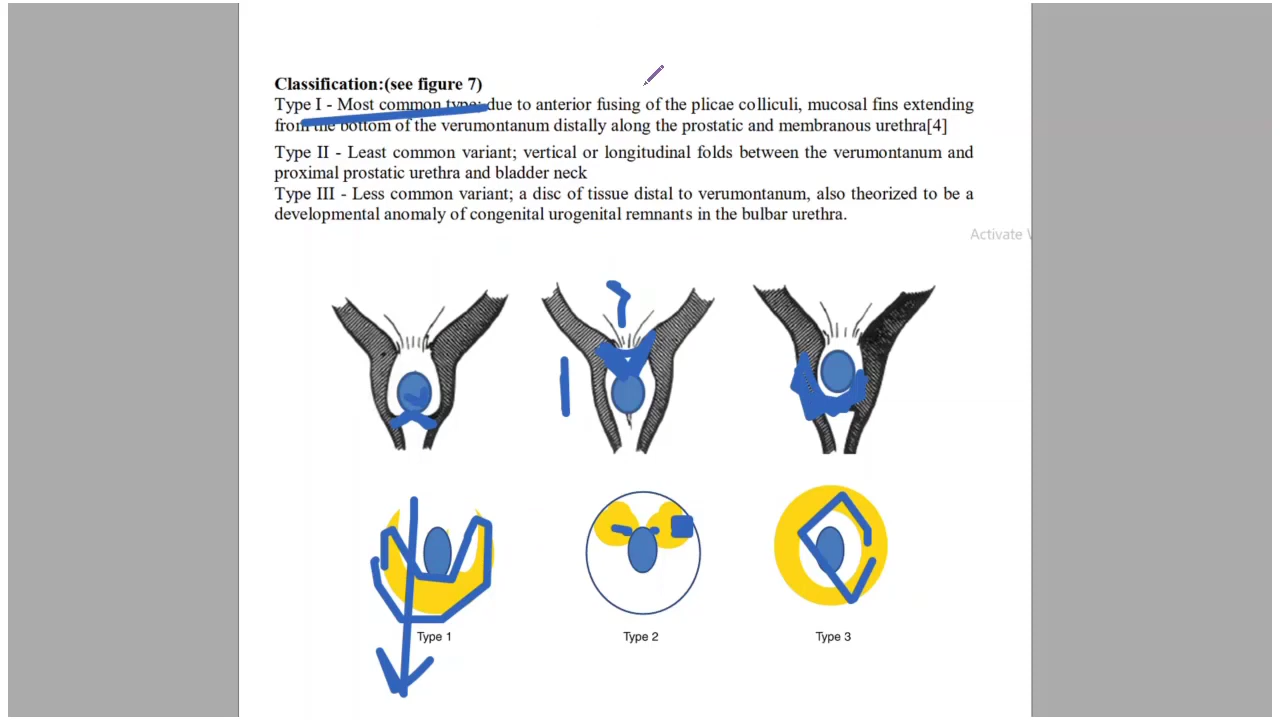 Classification:(see figure 7)
Type I - Most common type; due to anterior fusing of the plicae colliculi, mucosal fins extending
from the bottom of the verumontanum distally along the prostatic and membranous urethra[4]
Type II - Least common variant; vertical or longitudinal folds between the verumontanum and
proximal prostatic urethra and bladder neck
Type III - Less common variant; a disc of tissue distal to verumontanum, also theorized to be a
developmental anomaly of congenital urogenital remnants in the bulbar urethra.
Activate
Type 1
Type 2
Type 3